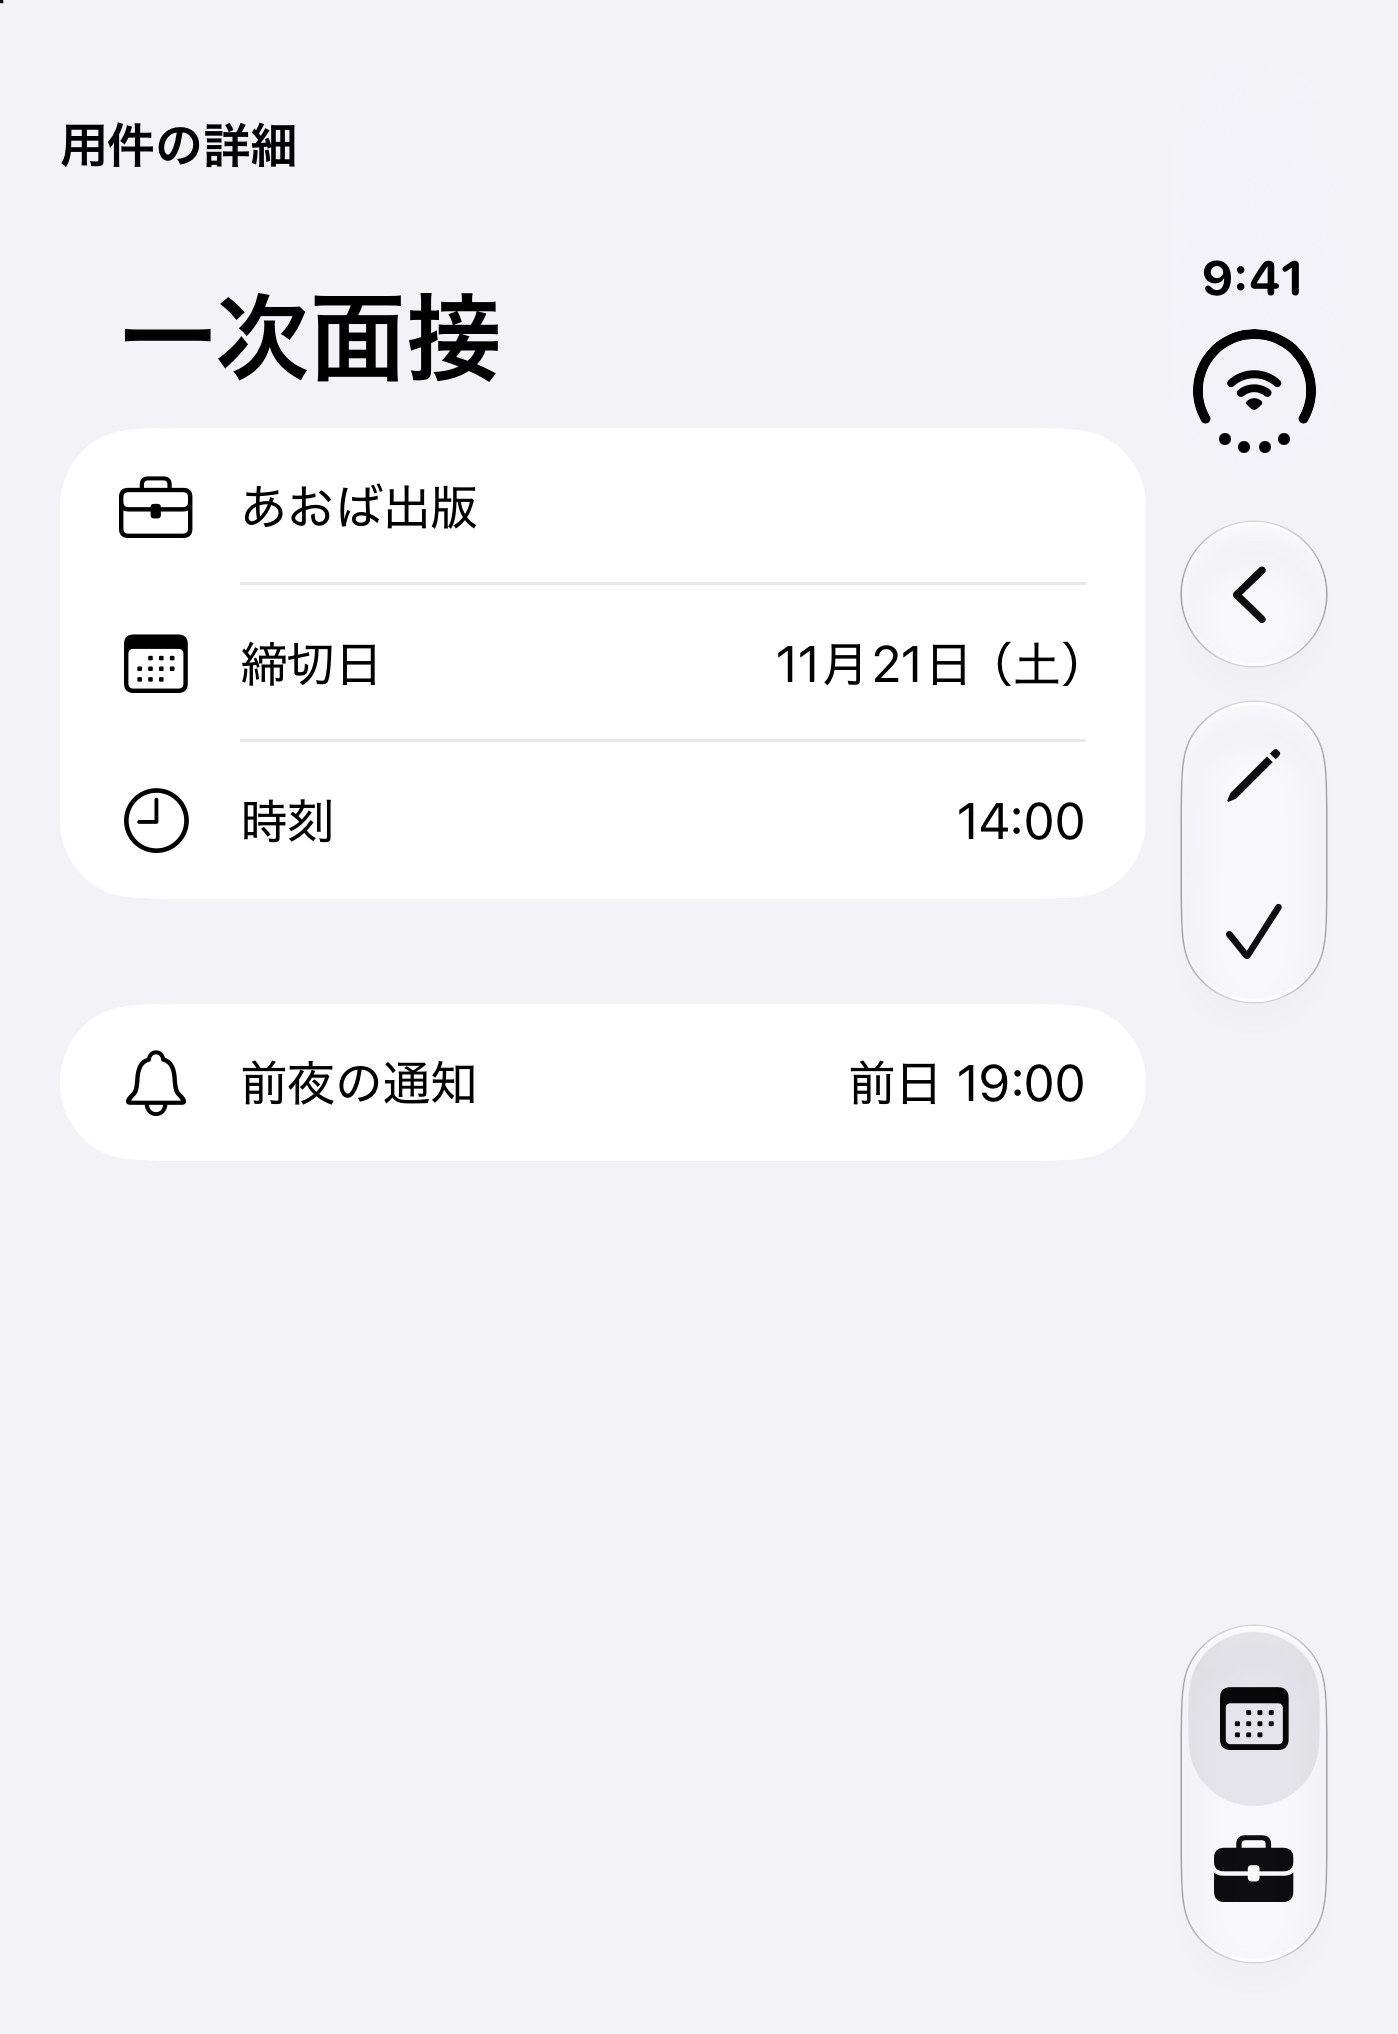 用件の詳細
9:41
一次面接
あおば出版
締切日 11月21日（土）
時刻 14:00
前夜の通知 前日 19:00